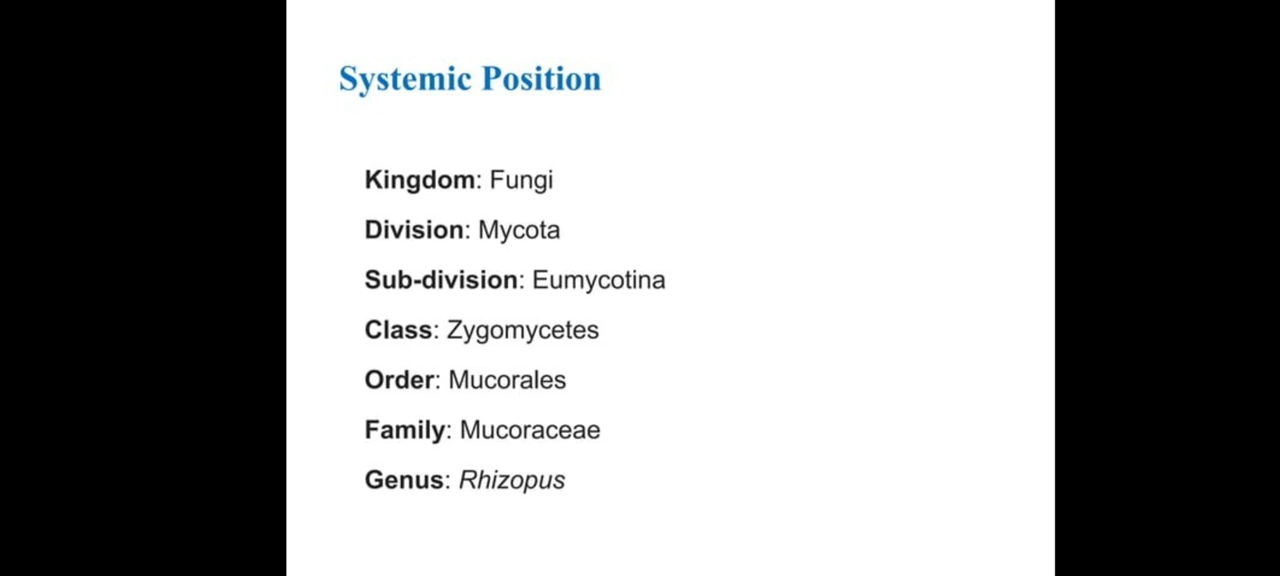 Systemic Position
Kingdom: Fungi
Division: Mycota
Sub-division: Eumycotina
Class: Zygomycetes
Order: Mucorales
Family: Mucoraceae
Genus: Rhizopus